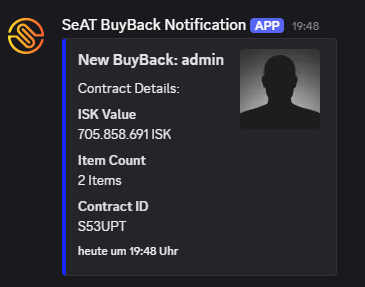 SeAT BuyBack Notification APP 19:48
New BuyBack: admin
Contract Details:
ISK Value
705.858.691 ISK
Item Count
2 Items
Contract ID
S53UPT
heute um 19:48 Uhr